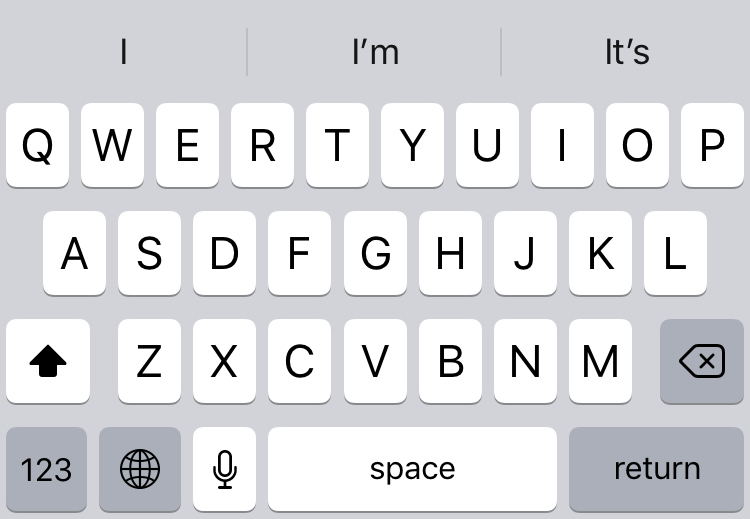 I I’m It’s
Q W E R T Y U I O P
A S D F G H J K L
Z X C V B N M
123 space return